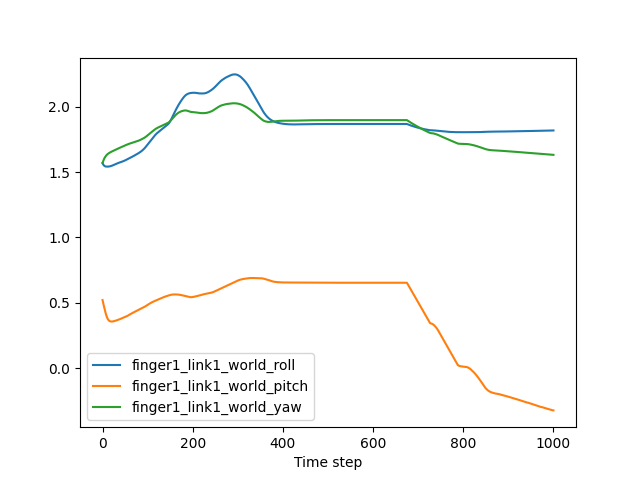 2.0
1.5
1.0
0.5
0.0
finger1_link1_world_roll
finger1_link1_world_pitch
finger1_link1_world_yaw
0 200 400 600 800 1000
Time step